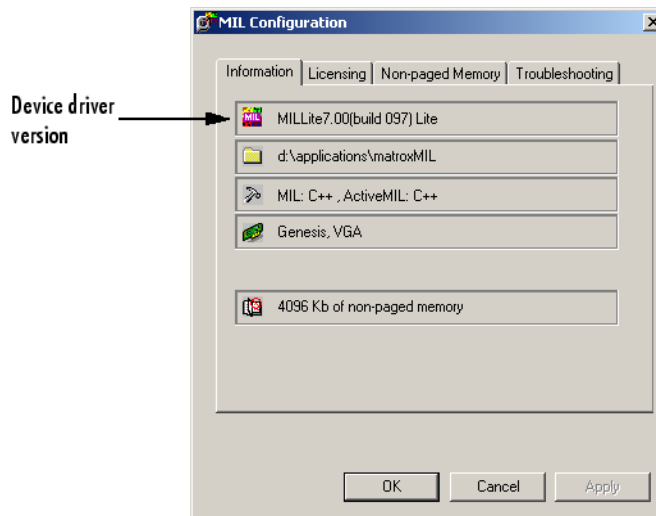 MIL Configuration
Information Licensing Non-paged Memory Troubleshooting
Device driver
version
MIL
MILLite7.00(build 097) Lite
d:\applications\matroxMIL
MIL: C++ , ActiveMIL: C++
Genesis, VGA
4096 Kb of non-paged memory
OK Cancel Apply